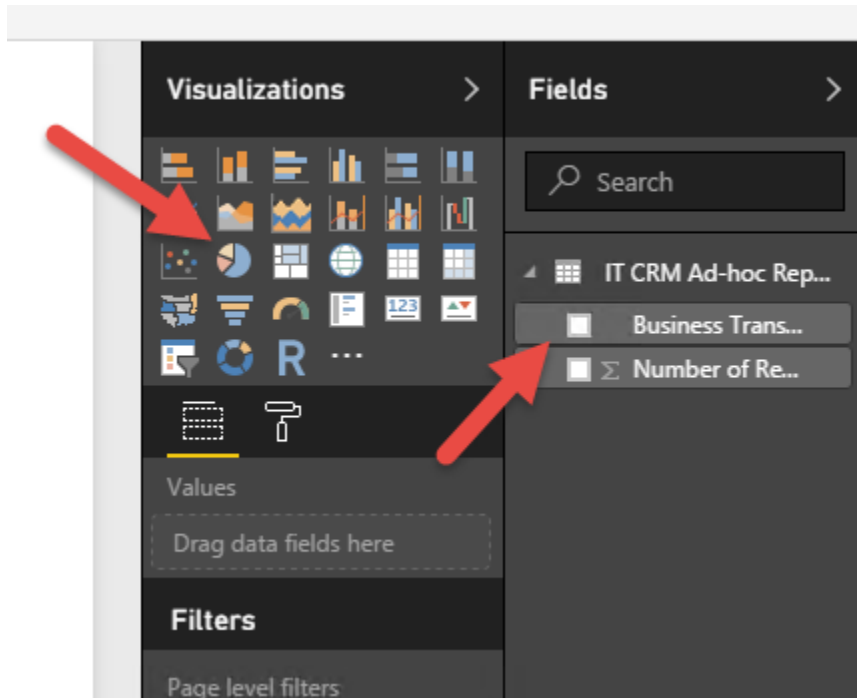 Visualizations
Fields
Search
IT CRM Ad-hoc Rep...
Business Trans...
Σ Number of Re...
123
R
...
Values
Drag data fields here
Filters
Page level filters